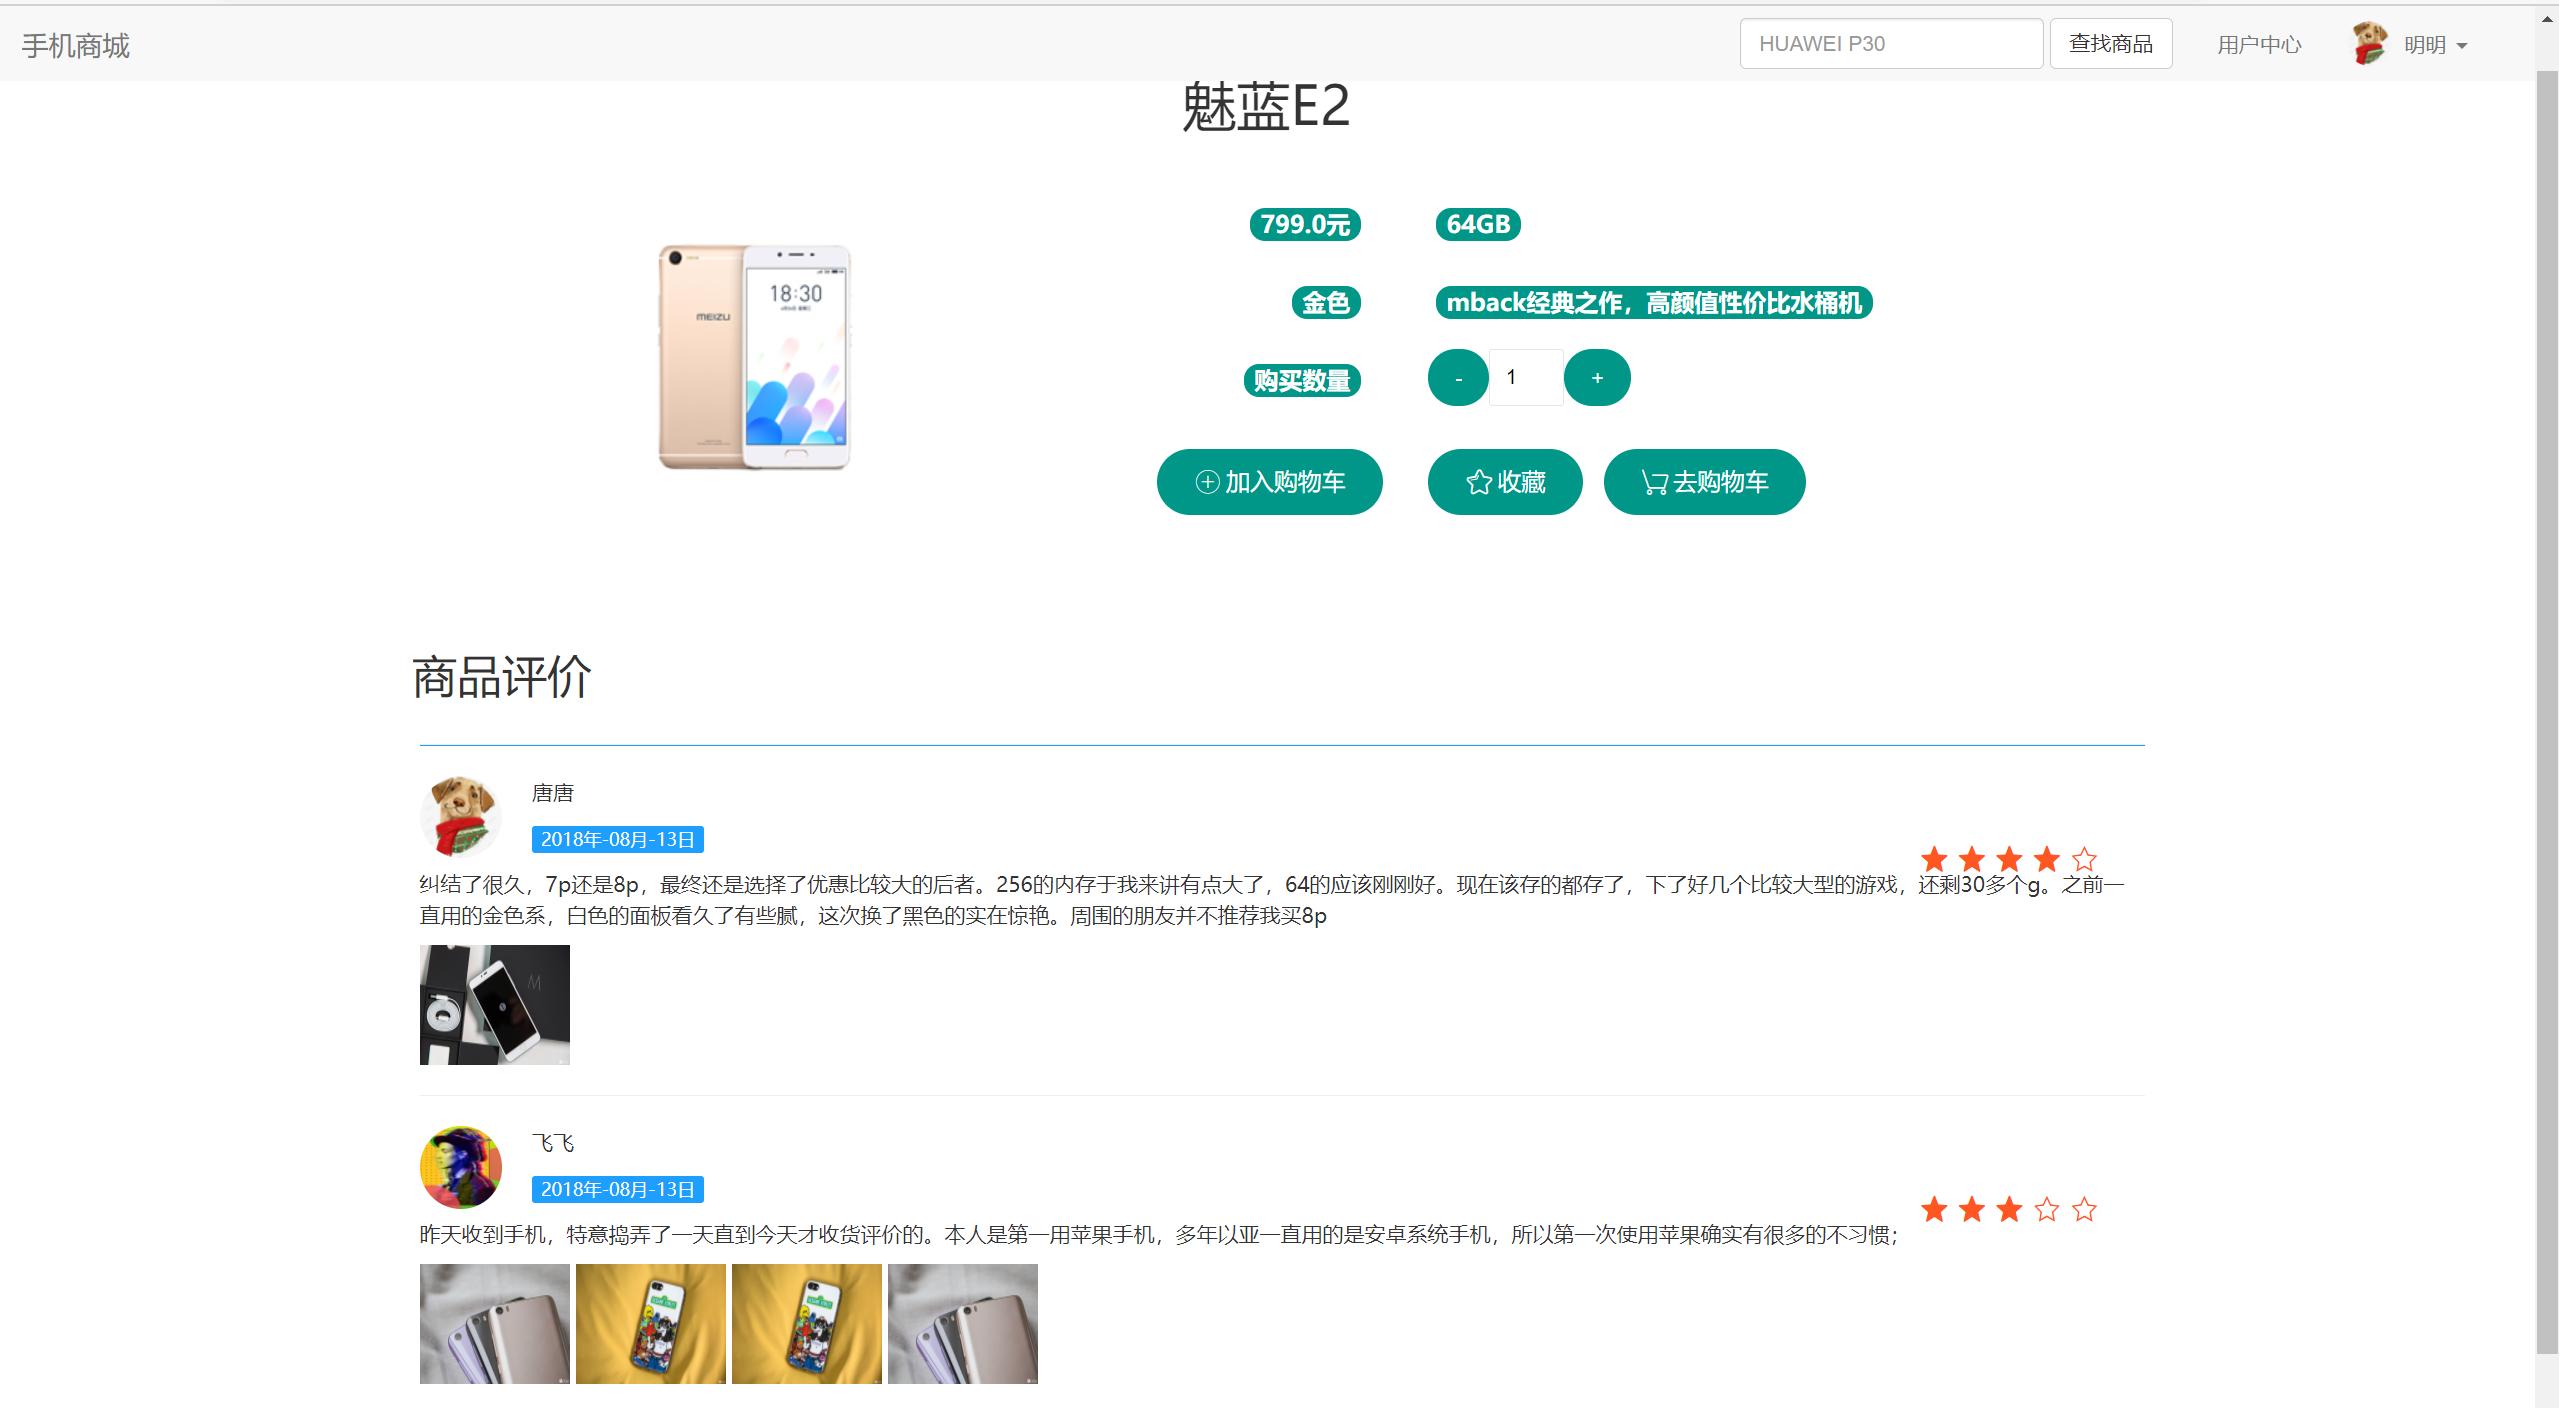 手机商城
HUAWEI P30
查找商品
用户中心
明明
魅蓝E2
799.0元
64GB
金色
mback经典之作，高颜值性价比水桶机
购买数量
-
1
+
加入购物车
收藏
去购物车
MEIZU
18:30
商品评价
唐唐
2018年-08月-13日
纠结了很久，7p还是8p，最终还是选择了优惠比较大的后者。256的内存于我来讲有点大了，64的应该刚刚好。现在该存的都存了，下了好几个比较大型的游戏，还剩30多个g。之前一
直用的金色系，白色的面板看久了有些腻，这次换了黑色的实在惊艳。周围的朋友并不推荐我买8p
飞飞
2018年-08月-13日
昨天收到手机，特意捣弄了一天直到今天才收货评价的。本人是第一用苹果手机，多年以亚一直用的是安卓系统手机，所以第一次使用苹果确实有很多的不习惯；